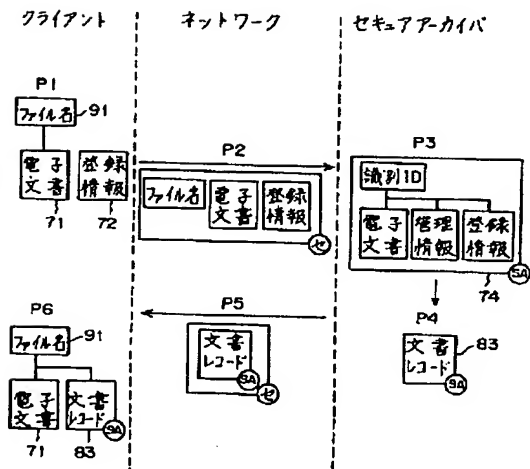 クライアント
ネットワーク
セキュアアーカイバ
P1
ファイル名
91
電子
文書
71
登録
情報
72
P2
ファイル名
電子
文書
登録
情報
セ
P3
識別ID
電子
文書
管理
情報
登録
情報
SA
74
P4
文書
レコード
83
SA
P5
文書
レコード
SA
セ
P6
ファイル名
91
電子
文書
71
文書
レコード
83
SA